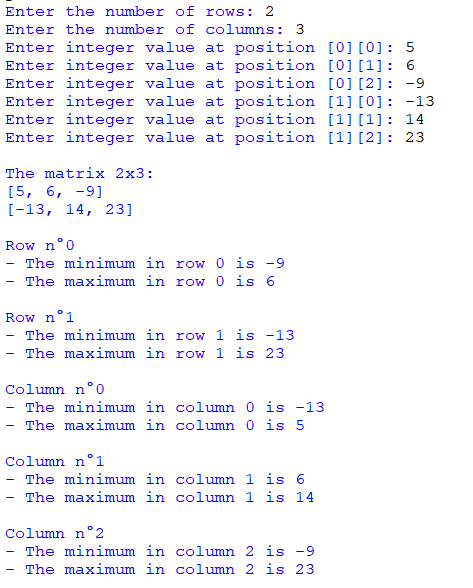 Enter the number of rows: 2
Enter the number of columns: 3
Enter integer value at position [0][0]: 5
Enter integer value at position [0][1]: 6
Enter integer value at position [0][2]: -9
Enter integer value at position [1][0]: -13
Enter integer value at position [1][1]: 14
Enter integer value at position [1][2]: 23
The matrix 2x3:
[5, 6, -9]
[-13, 14, 23]
Row n°0
- The minimum in row 0 is -9
- The maximum in row 0 is 6
Row n°1
- The minimum in row 1 is -13
- The maximum in row 1 is 23
Column n°0
- The minimum in column 0 is -13
- The maximum in column 0 is 5
Column n°1
- The minimum in column 1 is 6
- The maximum in column 1 is 14
Column n°2
- The minimum in column 2 is -9
- The maximum in column 2 is 23